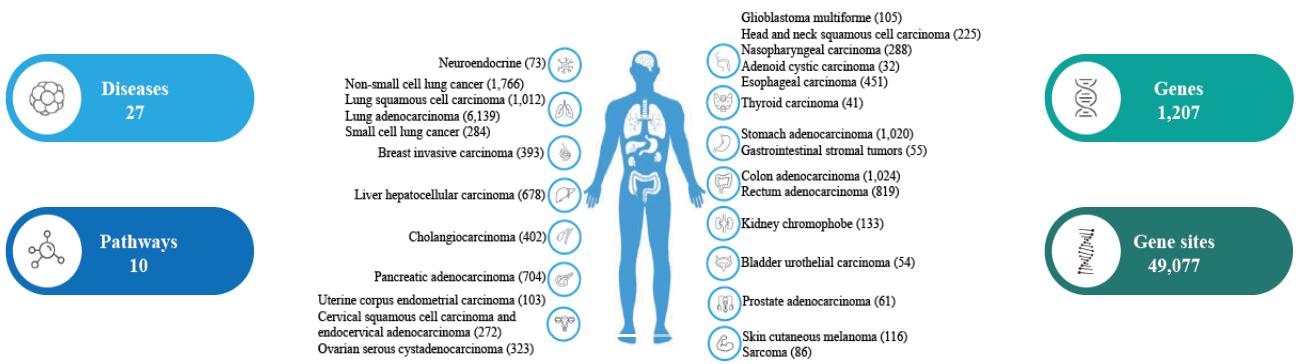 Diseases
27
Pathways
10
Neuroendocrine (73)
Non-small cell lung cancer (1,766)
Lung squamous cell carcinoma (1,012)
Lung adenocarcinoma (6,139)
Small cell lung cancer (284)
Breast invasive carcinoma (393)
Liver hepatocellular carcinoma (678)
Cholangiocarcinoma (402)
Pancreatic adenocarcinoma (704)
Uterine corpus endometrial carcinoma (103)
Cervical squamous cell carcinoma and
endocervical adenocarcinoma (272)
Ovarian serous cystadenocarcinoma (323)
Glioblastoma multiforme (105)
Head and neck squamous cell carcinoma (225)
Nasopharyngeal carcinoma (288)
Adenoid cystic carcinoma (32)
Esophageal carcinoma (451)
Thyroid carcinoma (41)
Stomach adenocarcinoma (1,020)
Gastrointestinal stromal tumors (55)
Colon adenocarcinoma (1,024)
Rectum adenocarcinoma (819)
Kidney chromophobe (133)
Bladder urothelial carcinoma (54)
Prostate adenocarcinoma (61)
Skin cutaneous melanoma (116)
Sarcoma (86)
Genes
1,207
Gene sites
49,077